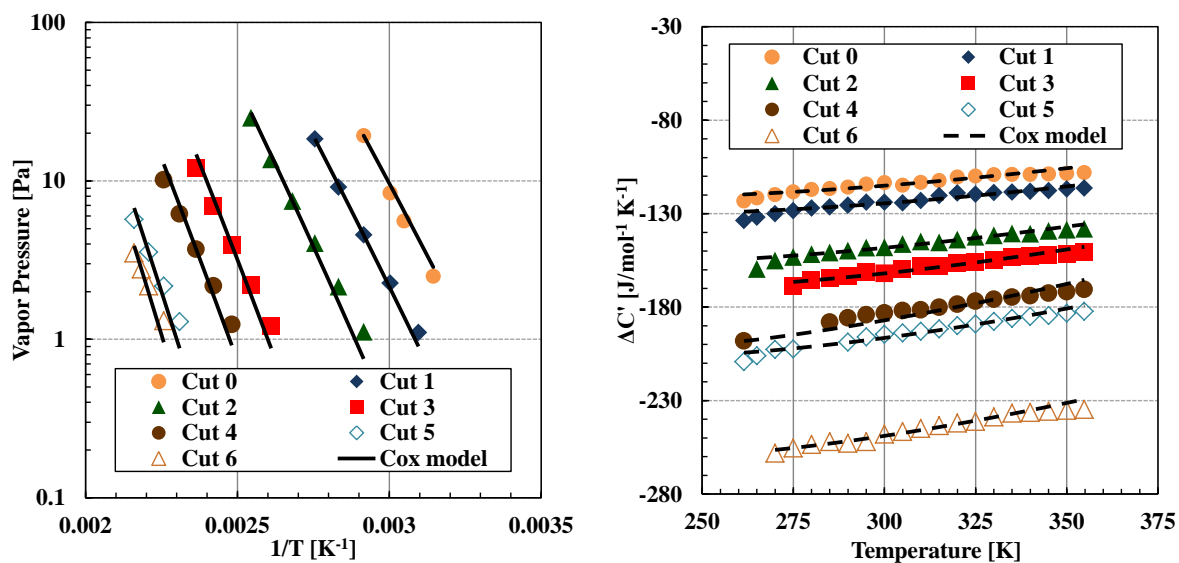 100
10
1
0.1
Vapor Pressure [Pa]
Cut 0 Cut 1
Cut 2 Cut 3
Cut 4 Cut 5
Cut 6 Cox model
0.002 0.0025 0.003 0.0035
1/T [K-1]
-30
-80
-130
-180
-230
-280
ΔC' [J/mol-1 K-1]
Cut 0 Cut 1
Cut 2 Cut 3
Cut 4 Cut 5
Cut 6 Cox model
250 275 300 325 350 375
Temperature [K]